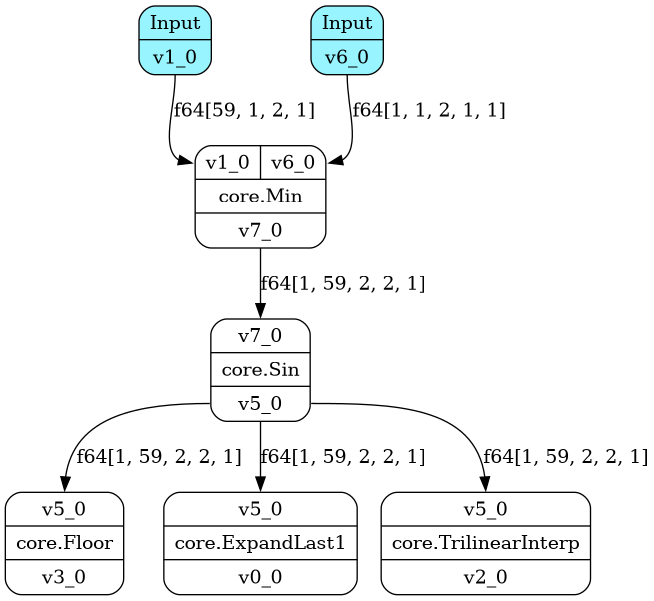 Input
v1_0
Input
v6_0
f64[59, 1, 2, 1]
f64[1, 1, 2, 1, 1]
v1_0 v6_0
core.Min
v7_0
f64[1, 59, 2, 2, 1]
v7_0
core.Sin
v5_0
f64[1, 59, 2, 2, 1]
f64[1, 59, 2, 2, 1]
f64[1, 59, 2, 2, 1]
v5_0
core.Floor
v3_0
v5_0
core.ExpandLast1
v0_0
v5_0
core.TrilinearInterp
v2_0